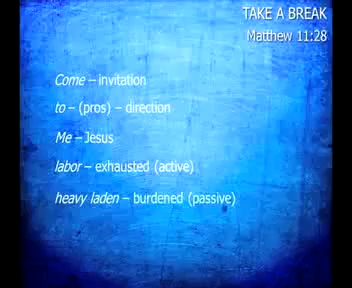 TAKE A BREAK
Matthew 11:28
Come – invitation
to – (pros) – direction
Me – Jesus
labor – exhausted (active)
heavy laden – burdened (passive)